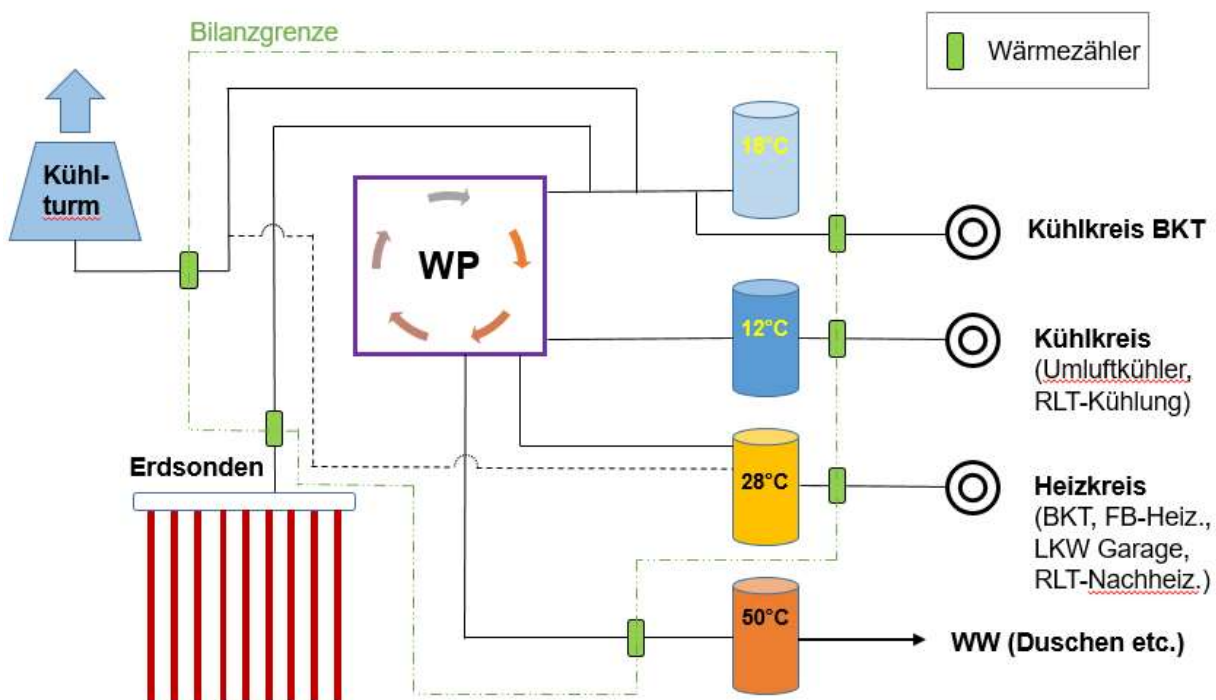 Bilanzgrenze
Wärmezähler
Kühl-
turm
WP
18°C
Kühlkreis BKT
12°C
Kühlkreis
(Umluftkühler,
RLT-Kühlung)
Erdsonden
28°C
Heizkreis
(BKT, FB-Heiz.,
LKW Garage,
RLT-Nachheiz.)
50°C
WW (Duschen etc.)